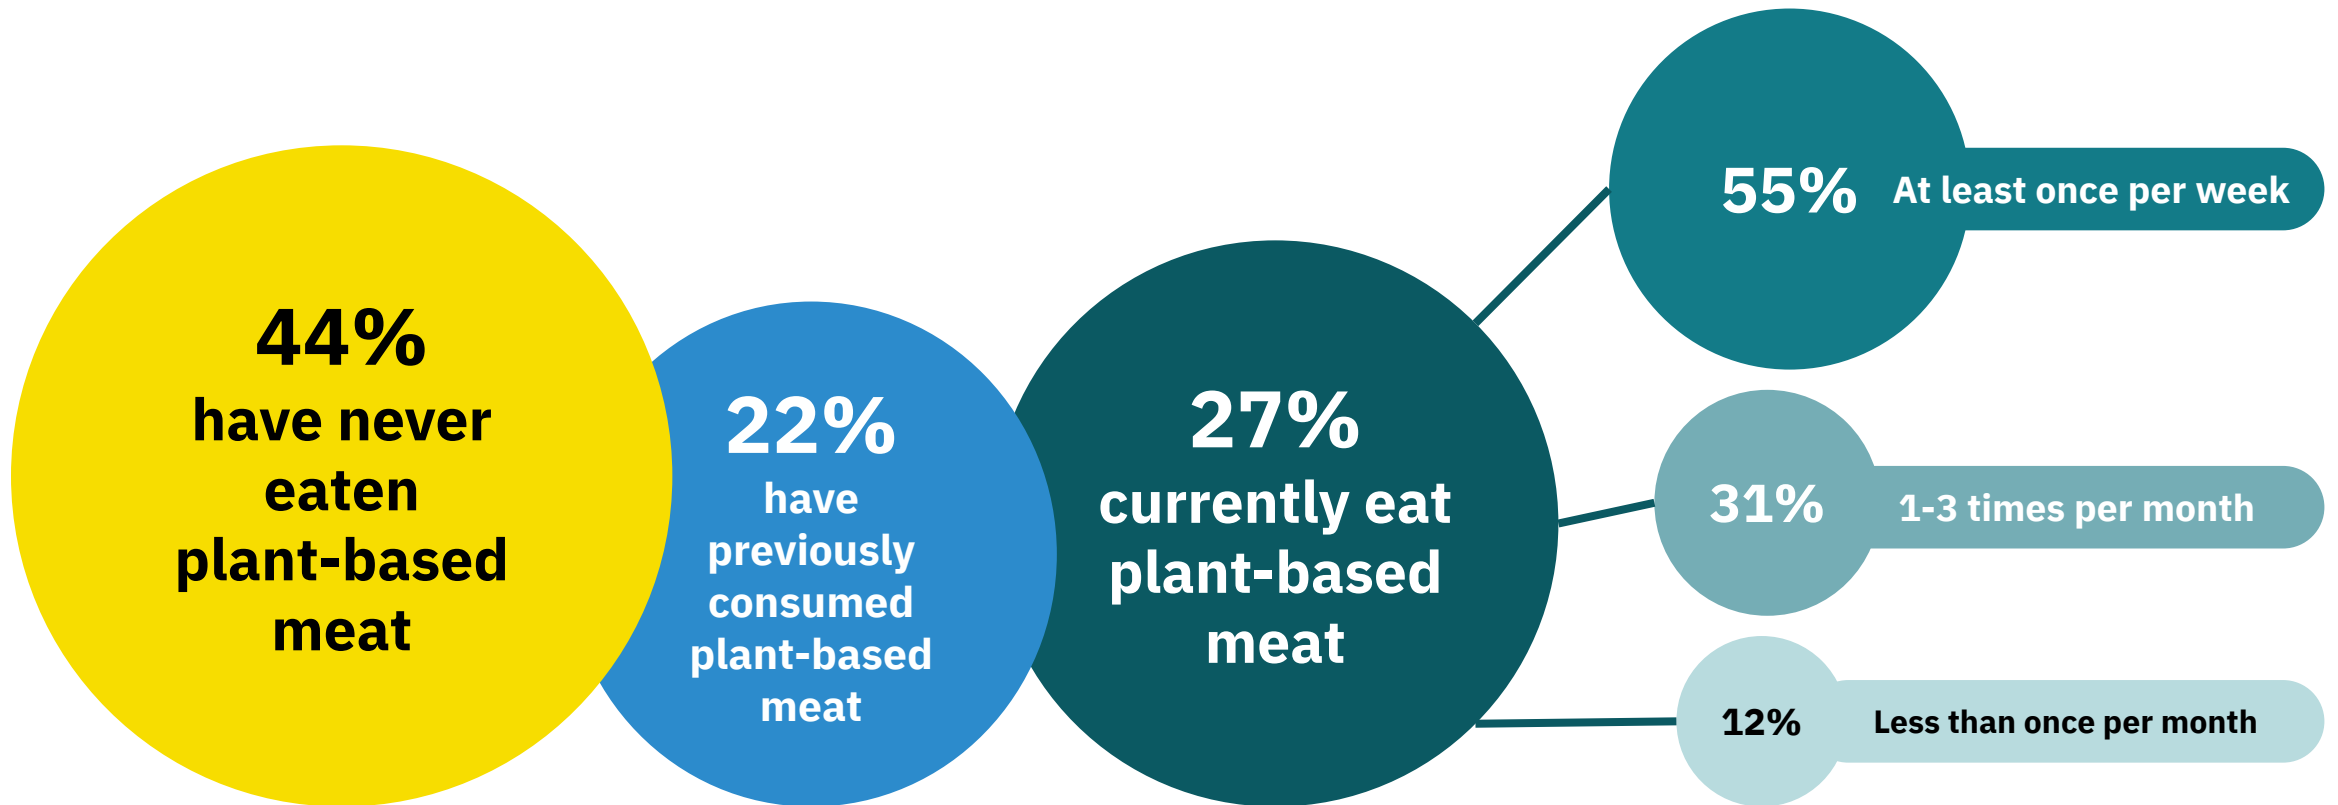 44%
have never
eaten
plant-based
meat
22%
have
previously
consumed
plant-based
meat
27%
currently eat
plant-based
meat
55% At least once per week
31% 1-3 times per month
12% Less than once per month